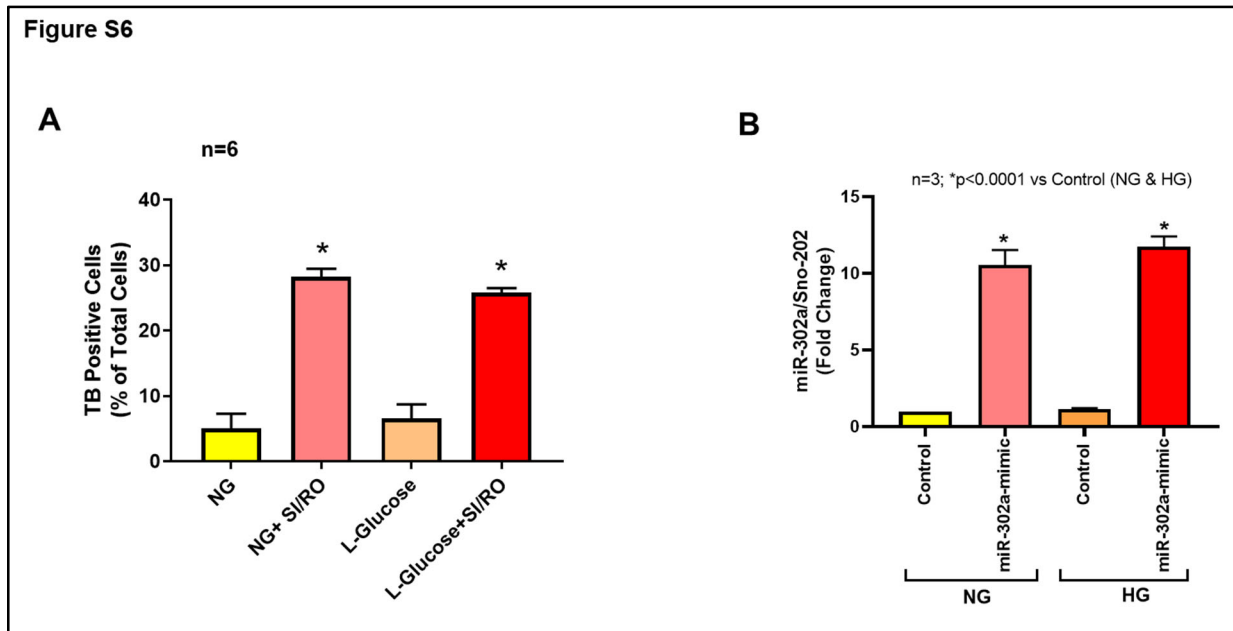 Figure S6
A
n=6
TB Positive Cells
(% of Total Cells)
40
30
20
10
0
*
*
NG
NG+ SI/RO
L-Glucose
L-Glucose+SI/RO
B
n=3; *p<0.0001 vs Control (NG & HG)
miR-302a/Sno-202
(Fold Change)
15
10
5
0
*
*
Control
miR-302a-mimic-
Control
miR-302a-mimic-
NG
HG